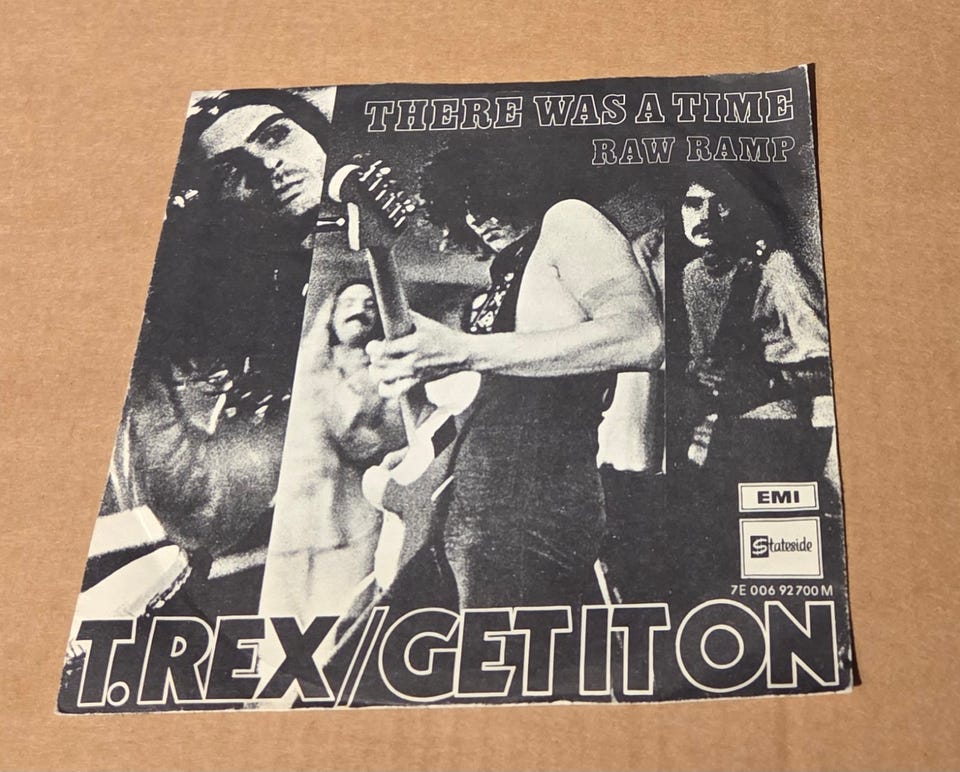 THERE WAS A TIME
RAW RAMP
EMI
Stateside
7E 006 92700 M
T.REX/GET IT ON